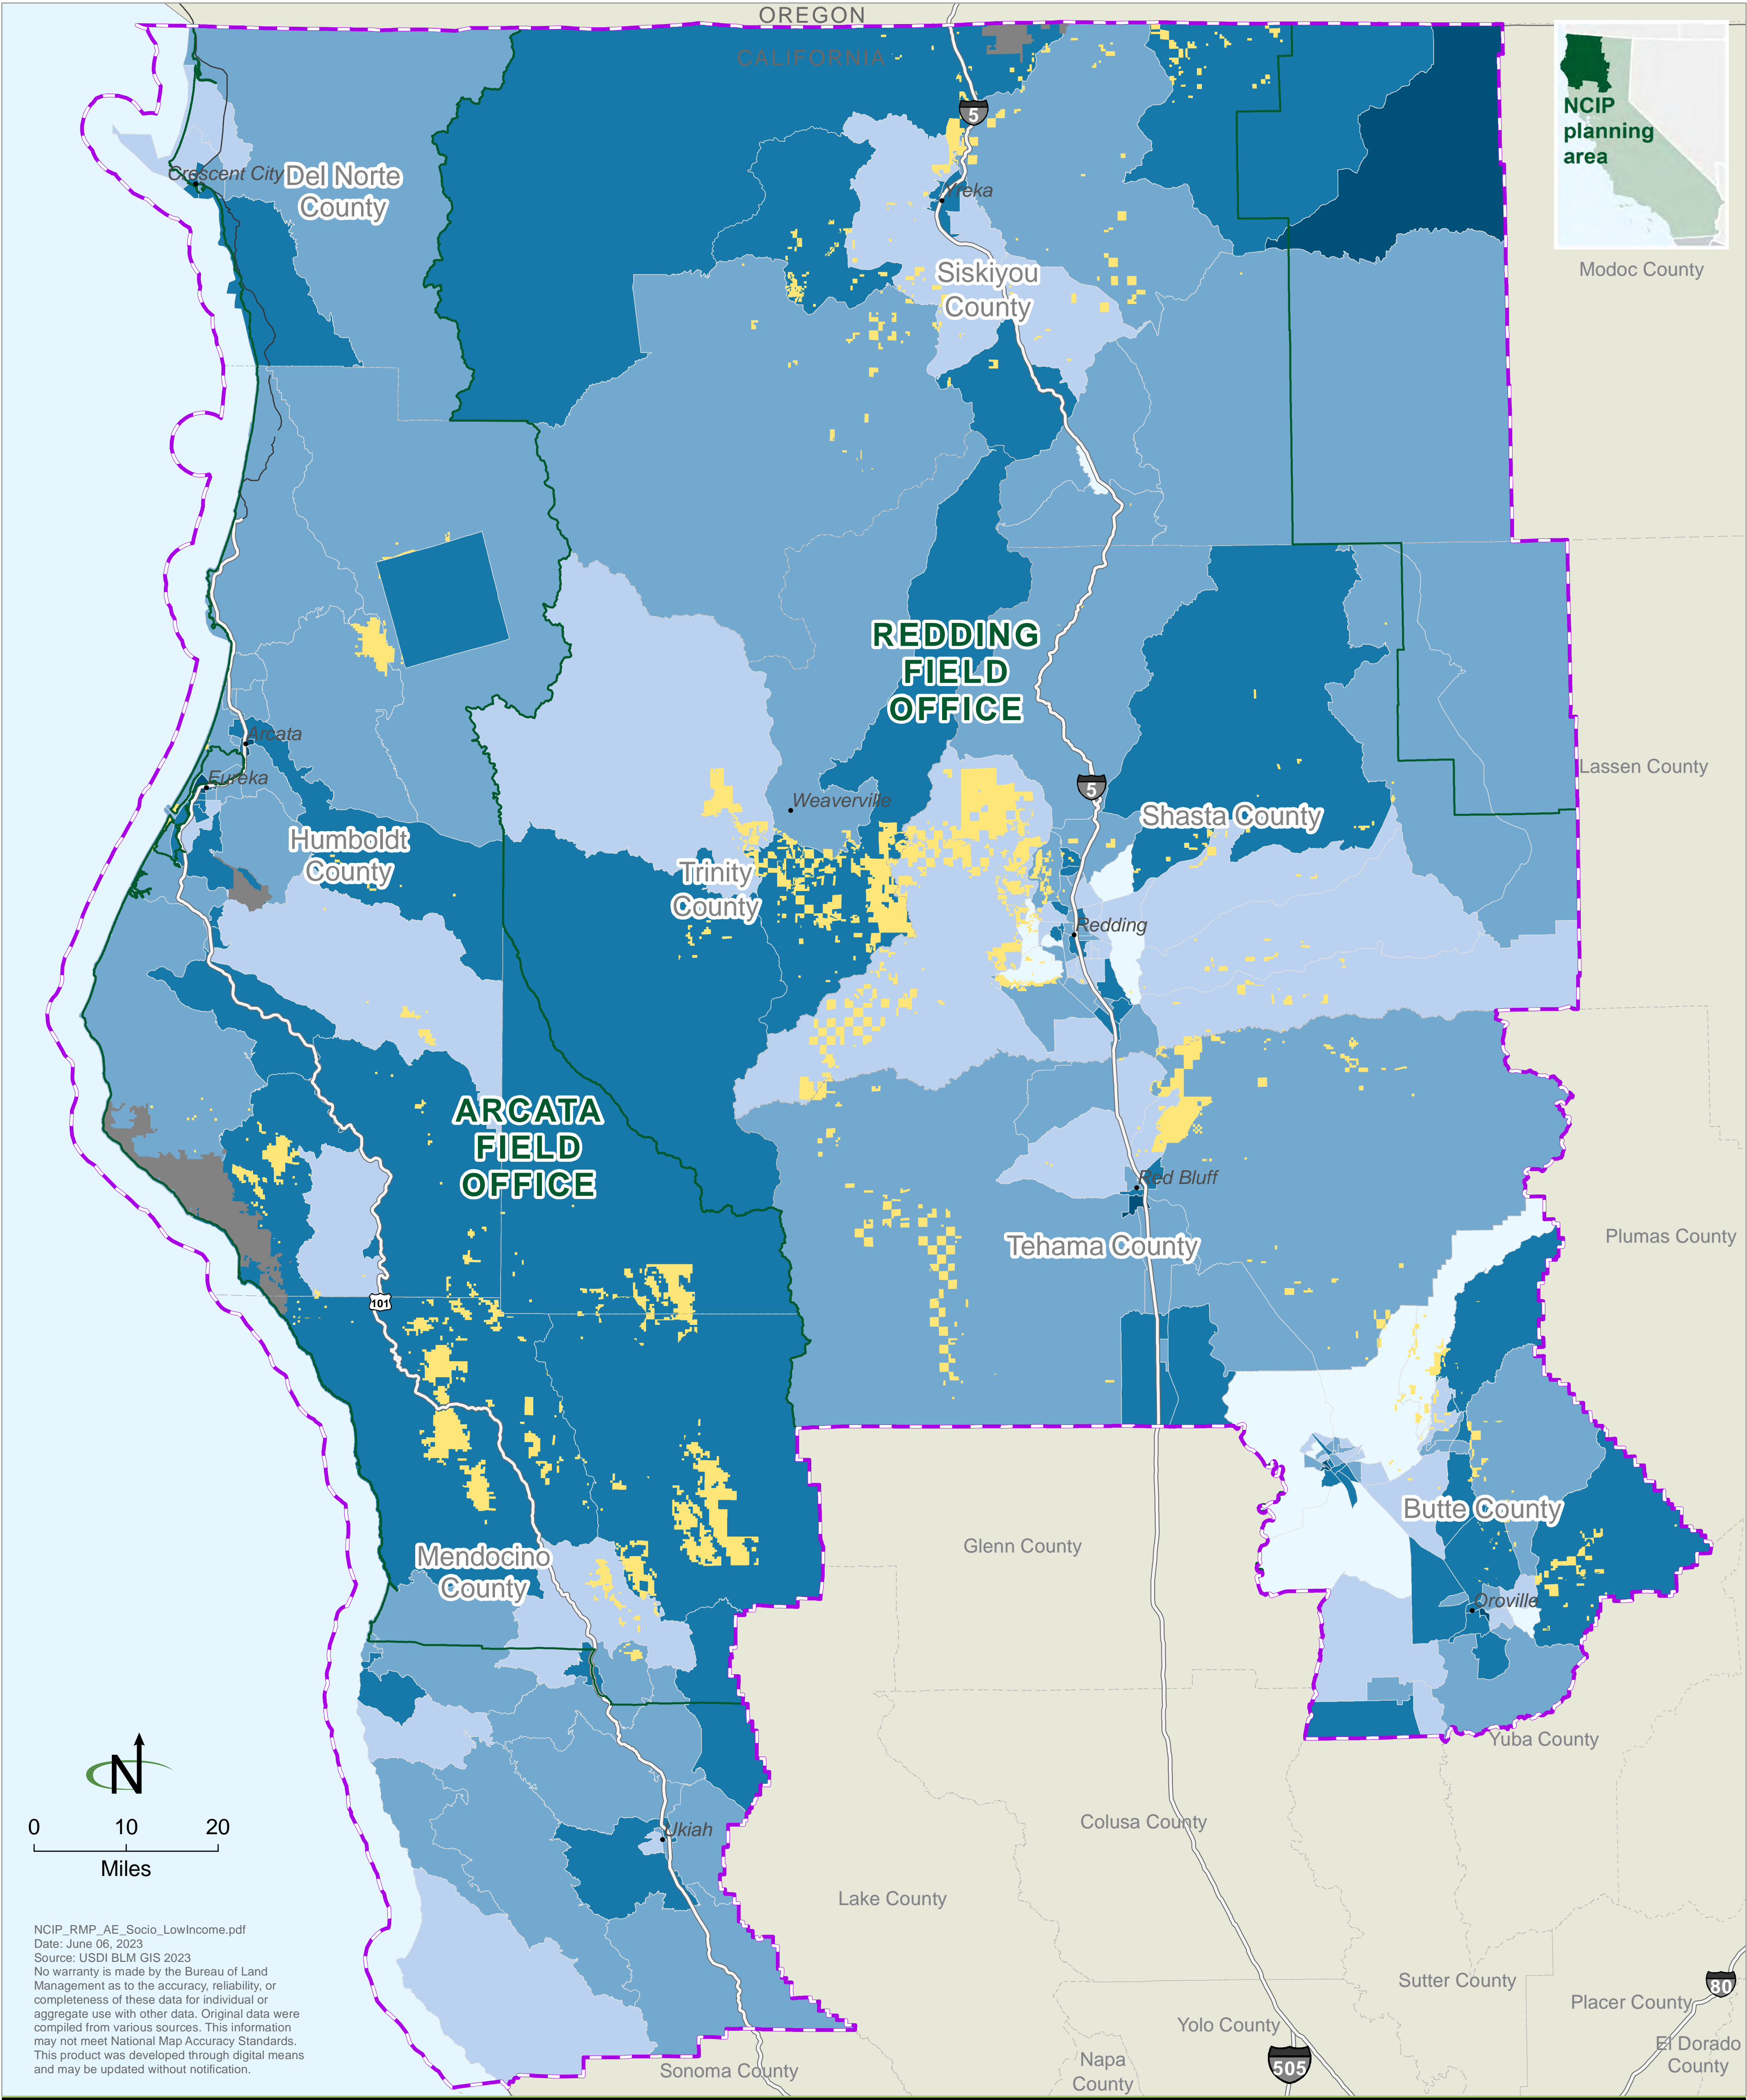 OREGON
CALIFORNIA
5
NCIP
planning
area
Crescent City
Del Norte
County
Yreka
Siskiyou
County
Modoc County
REDDING
FIELD
OFFICE
Arcata
Eureka
Weaverville
5
Lassen County
Humboldt
County
Shasta County
Trinity
County
Redding
ARCATA
FIELD
OFFICE
Red Bluff
Tehama County
Plumas County
101
Mendocino
County
Butte County
Glenn County
Oroville
Yuba County
N
0 10 20
Miles
Ukiah
Colusa County
Lake County
NCIP_RMP_AE_Socio_LowIncome.pdf
Date: June 06, 2023
Source: USDI BLM GIS 2023
No warranty is made by the Bureau of Land
Management as to the accuracy, reliability, or
completeness of these data for individual or
aggregate use with other data. Original data were
compiled from various sources. This information
may not meet National Map Accuracy Standards.
This product was developed through digital means
and may be updated without notification.
Sutter County
80
Placer County
Yolo County
El Dorado
County
505
Napa
County
Sonoma County